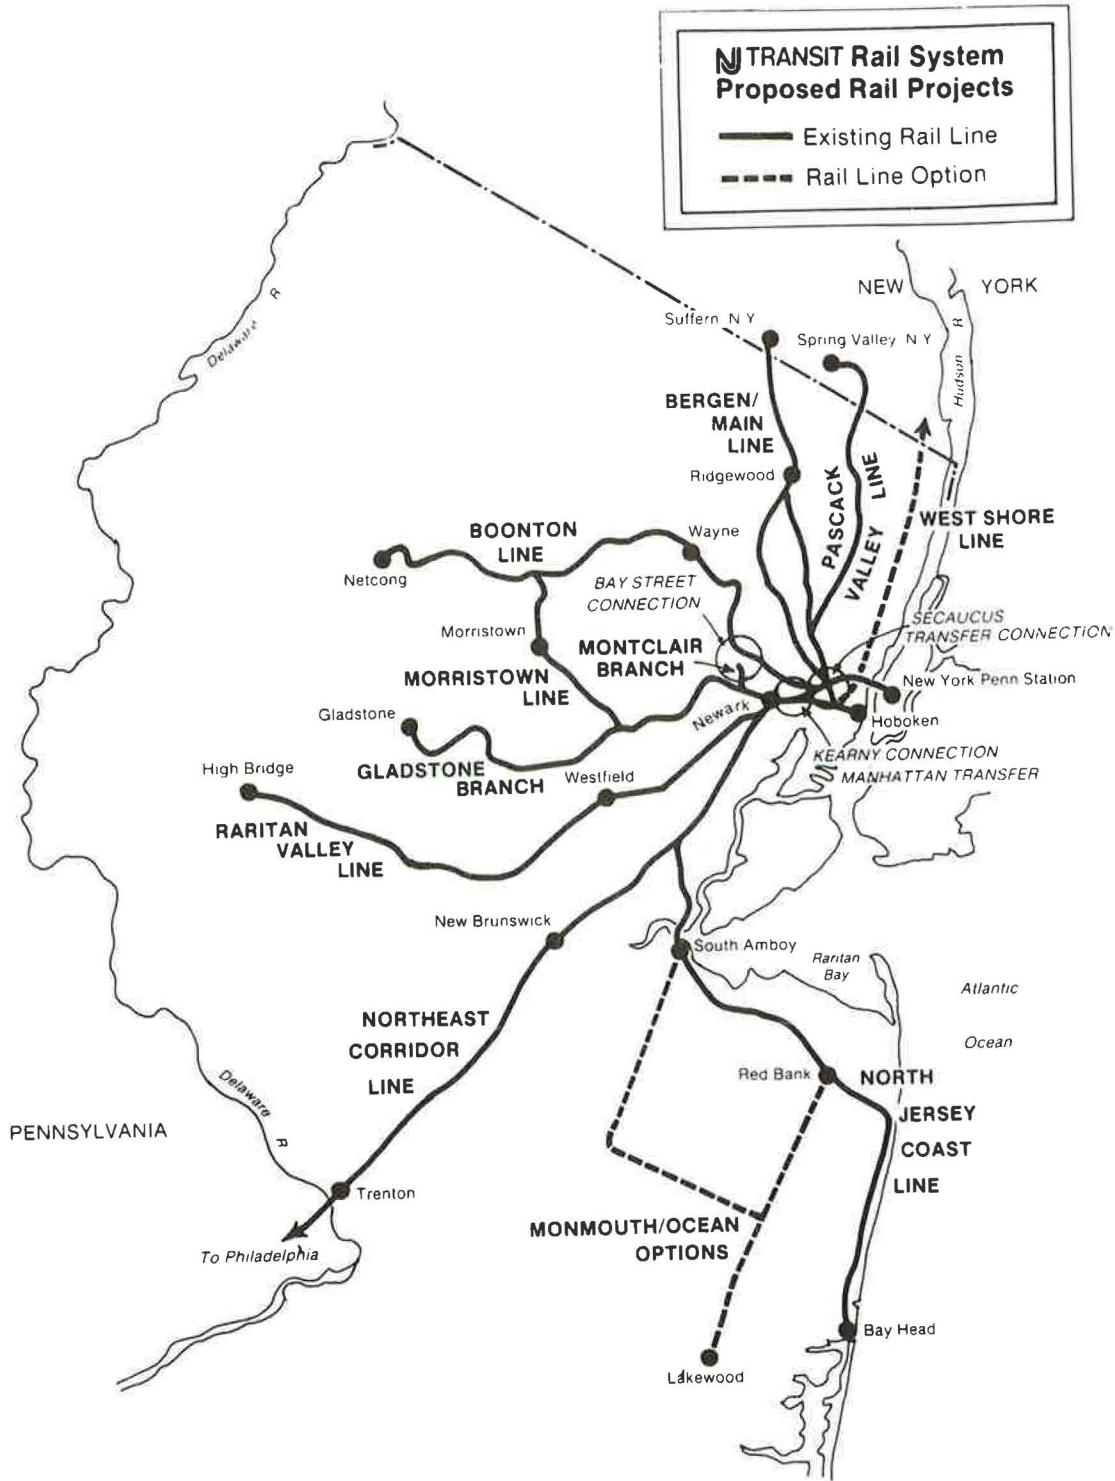 NJ TRANSIT Rail System
Proposed Rail Projects
Existing Rail Line
Rail Line Option
NEW YORK
Hudson R
Delaware R
Suffern N Y
Spring Valley N Y
BERGEN/
MAIN
LINE
Ridgewood
PASCACK
VALLEY LINE
WEST SHORE
LINE
BOONTON
LINE
Wayne
Netcong
BAY STREET
CONNECTION
SECAUCUS
TRANSFER CONNECTION
Morristown
MONTCLAIR
BRANCH
MORRISTOWN
LINE
New York Penn Station
Newark
Hoboken
Gladstone
KEARNY CONNECTION
MANHATTAN TRANSFER
GLADSTONE
BRANCH
High Bridge
Westfield
RARITAN
VALLEY
LINE
New Brunswick
South Amboy
Raritan
Bay
Atlantic
Ocean
NORTHEAST
CORRIDOR
LINE
Red Bank
NORTH
JERSEY
COAST
LINE
Delaware R
PENNSYLVANIA
Trenton
To Philadelphia
MONMOUTH/OCEAN
OPTIONS
Bay Head
Lakewood